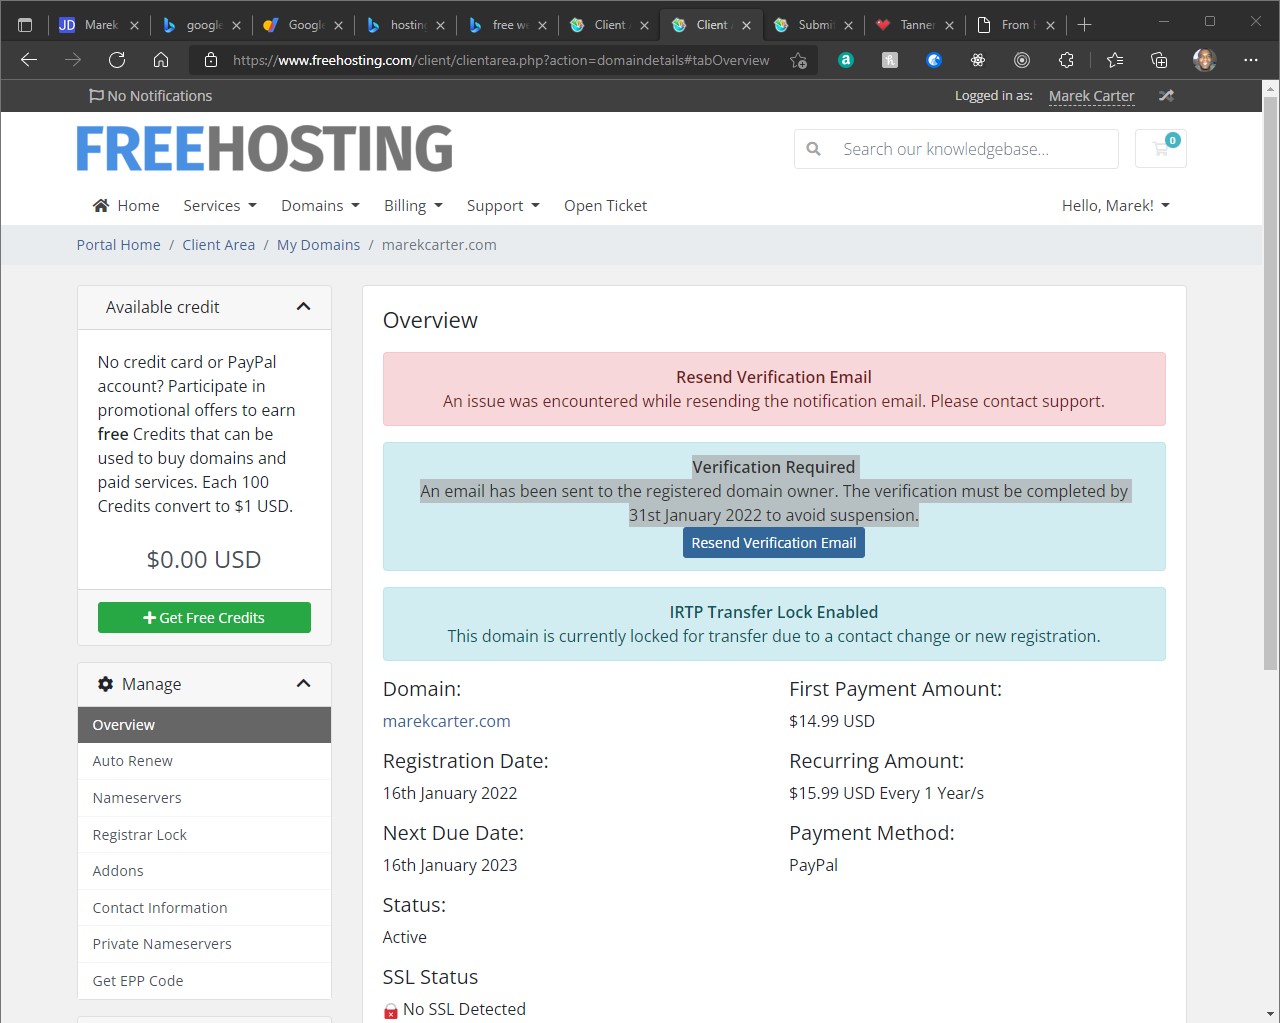 Marek
google
Google
hosting
free we
Client
Client
Submit
Tanner
From
https://www.freehosting.com/client/clientarea.php?action=domaindetails#tabOverview
No Notifications
Logged in as: Marek Carter
FREEHOSTING
Search our knowledgebase...
0
Home Services Domains Billing Support Open Ticket
Hello, Marek!
Portal Home / Client Area / My Domains / marekcarter.com
Available credit
No credit card or PayPal
account? Participate in
promotional offers to earn
free Credits that can be
used to buy domains and
paid services. Each 100
Credits convert to $1 USD.
$0.00 USD
Get Free Credits
Manage
Overview
Auto Renew
Nameservers
Registrar Lock
Addons
Contact Information
Private Nameservers
Get EPP Code
Overview
Resend Verification Email
An issue was encountered while resending the notification email. Please contact support.
Verification Required
An email has been sent to the registered domain owner. The verification must be completed by
31st January 2022 to avoid suspension.
Resend Verification Email
IRTP Transfer Lock Enabled
This domain is currently locked for transfer due to a contact change or new registration.
Domain:
marekcarter.com
First Payment Amount:
$14.99 USD
Registration Date:
16th January 2022
Recurring Amount:
$15.99 USD Every 1 Year/s
Next Due Date:
16th January 2023
Payment Method:
PayPal
Status:
Active
SSL Status
No SSL Detected